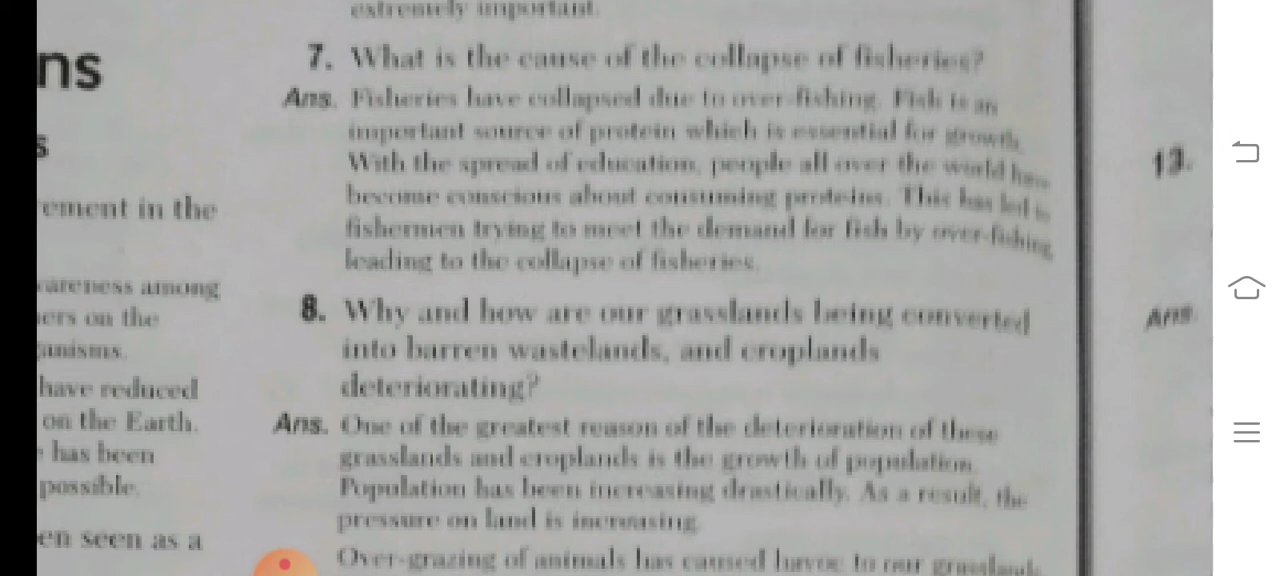 extremely important.
7. What is the cause of the collapse of fisheries?
Ans. Fisheries have collapsed due to over-fishing. Fish is an
important source of protein which is essential for growth.
With the spread of education, people all over the world have
become conscious about consuming proteins. This has led to
fishermen trying to meet the demand for fish by over-fishing
leading to the collapse of fisheries.
8. Why and how are our grasslands being converted
into barren wastelands, and croplands
deteriorating?
Ans. One of the greatest reason of the deterioration of these
grasslands and croplands is the growth of population.
Population has been increasing drastically. As a result, the
pressure on land is increasing.
Over-grazing of animals has caused havoc to our grasslands
ns
s
ement in the
areness among
ers on the
anisms.
have reduced
on the Earth.
has been
possible.
en seen as a
13.
Ans